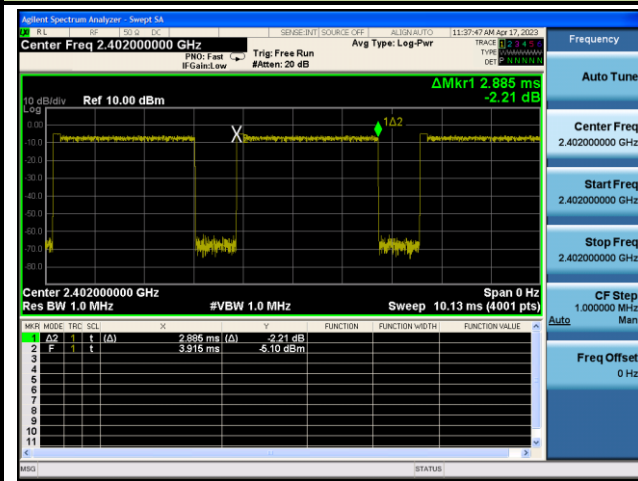 Agilent Spectrum Analyzer - Swept SA
RL RF 50 Ω DC SENSE:INT SOURCE OFF ALIGN AUTO 11:37:47 AM Apr 17, 2023
Center Freq 2.402000000 GHz Avg Type: Log-Pwr TRACE 1 2 3 4 5 6
PNO: Fast Trig: Free Run TYPE
IFGain:Low #Atten: 20 dB DET P N N N N N
ΔMkr1 2.885 ms
-2.21 dB
10 dB/div Ref 10.00 dBm
Log
0.00
-10.0
-20.0
-30.0
-40.0
-50.0
-60.0
-70.0
-80.0
X
1Δ2
Center 2.402000000 GHz Span 0 Hz
Res BW 1.0 MHz #VBW 1.0 MHz Sweep 10.13 ms (4001 pts)
MKR MODE TRC SCL X Y FUNCTION FUNCTION WIDTH FUNCTION VALUE
1 Δ2 1 t (Δ) 2.885 ms (Δ) -2.21 dB
2 F 1 t 3.915 ms -5.10 dBm
3
4
5
6
7
8
9
10
11
MSG STATUS
Frequency
Auto Tune
Center Freq
2.402000000 GHz
Start Freq
2.402000000 GHz
Stop Freq
2.402000000 GHz
CF Step
1.000000 MHz
Auto Man
Freq Offset
0 Hz